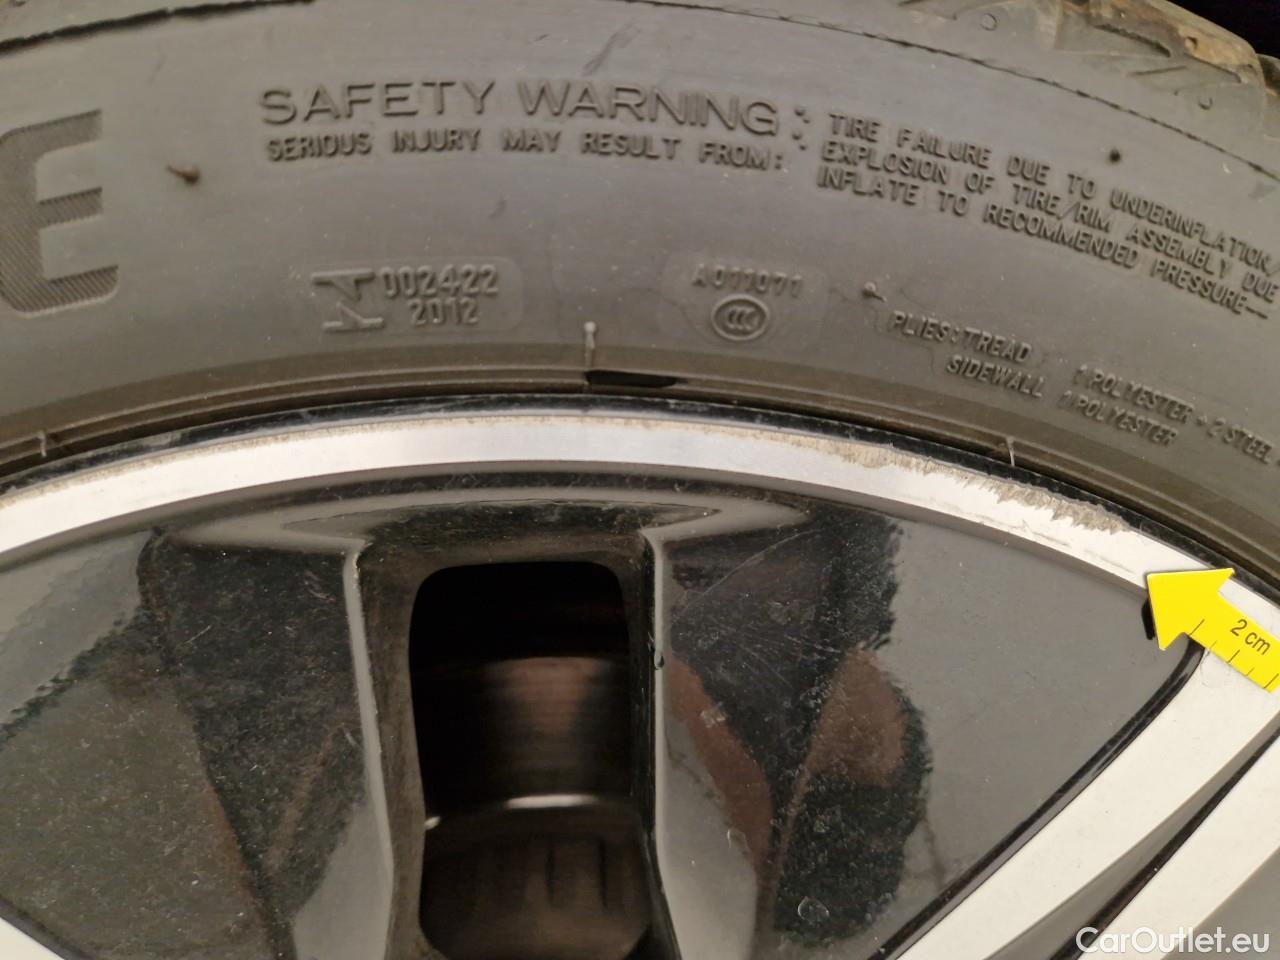 E
SAFETY WARNING:
SERIOUS INJURY MAY RESULT FROM:
TIRE FAILURE DUE TO UNDERINFLATION/
EXPLOSION OF TIRE/RIM ASSEMBLY DUE
INFLATE TO RECOMMENDED PRESSURE—
002422
2012
A011071
CCC
PLIES: TREAD 1 POLYESTER + 2 STEEL +
SIDEWALL 1 POLYESTER
2 cm
CarOutlet.eu